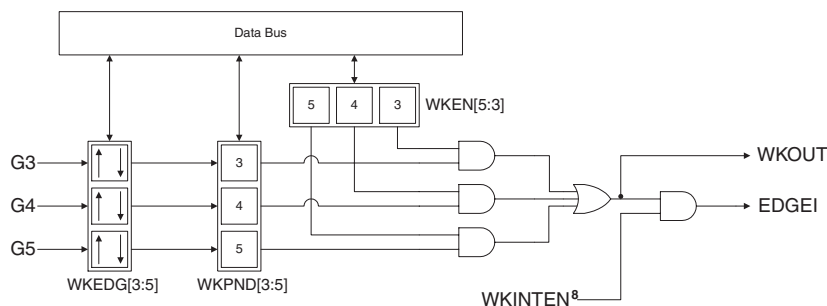 Data Bus
5 4 3 WKEN[5:3]
G3 3 WKOUT
G4 4 EDGEI
G5 5
WKEDG[3:5] WKPND[3:5]
WKINTEN⁸